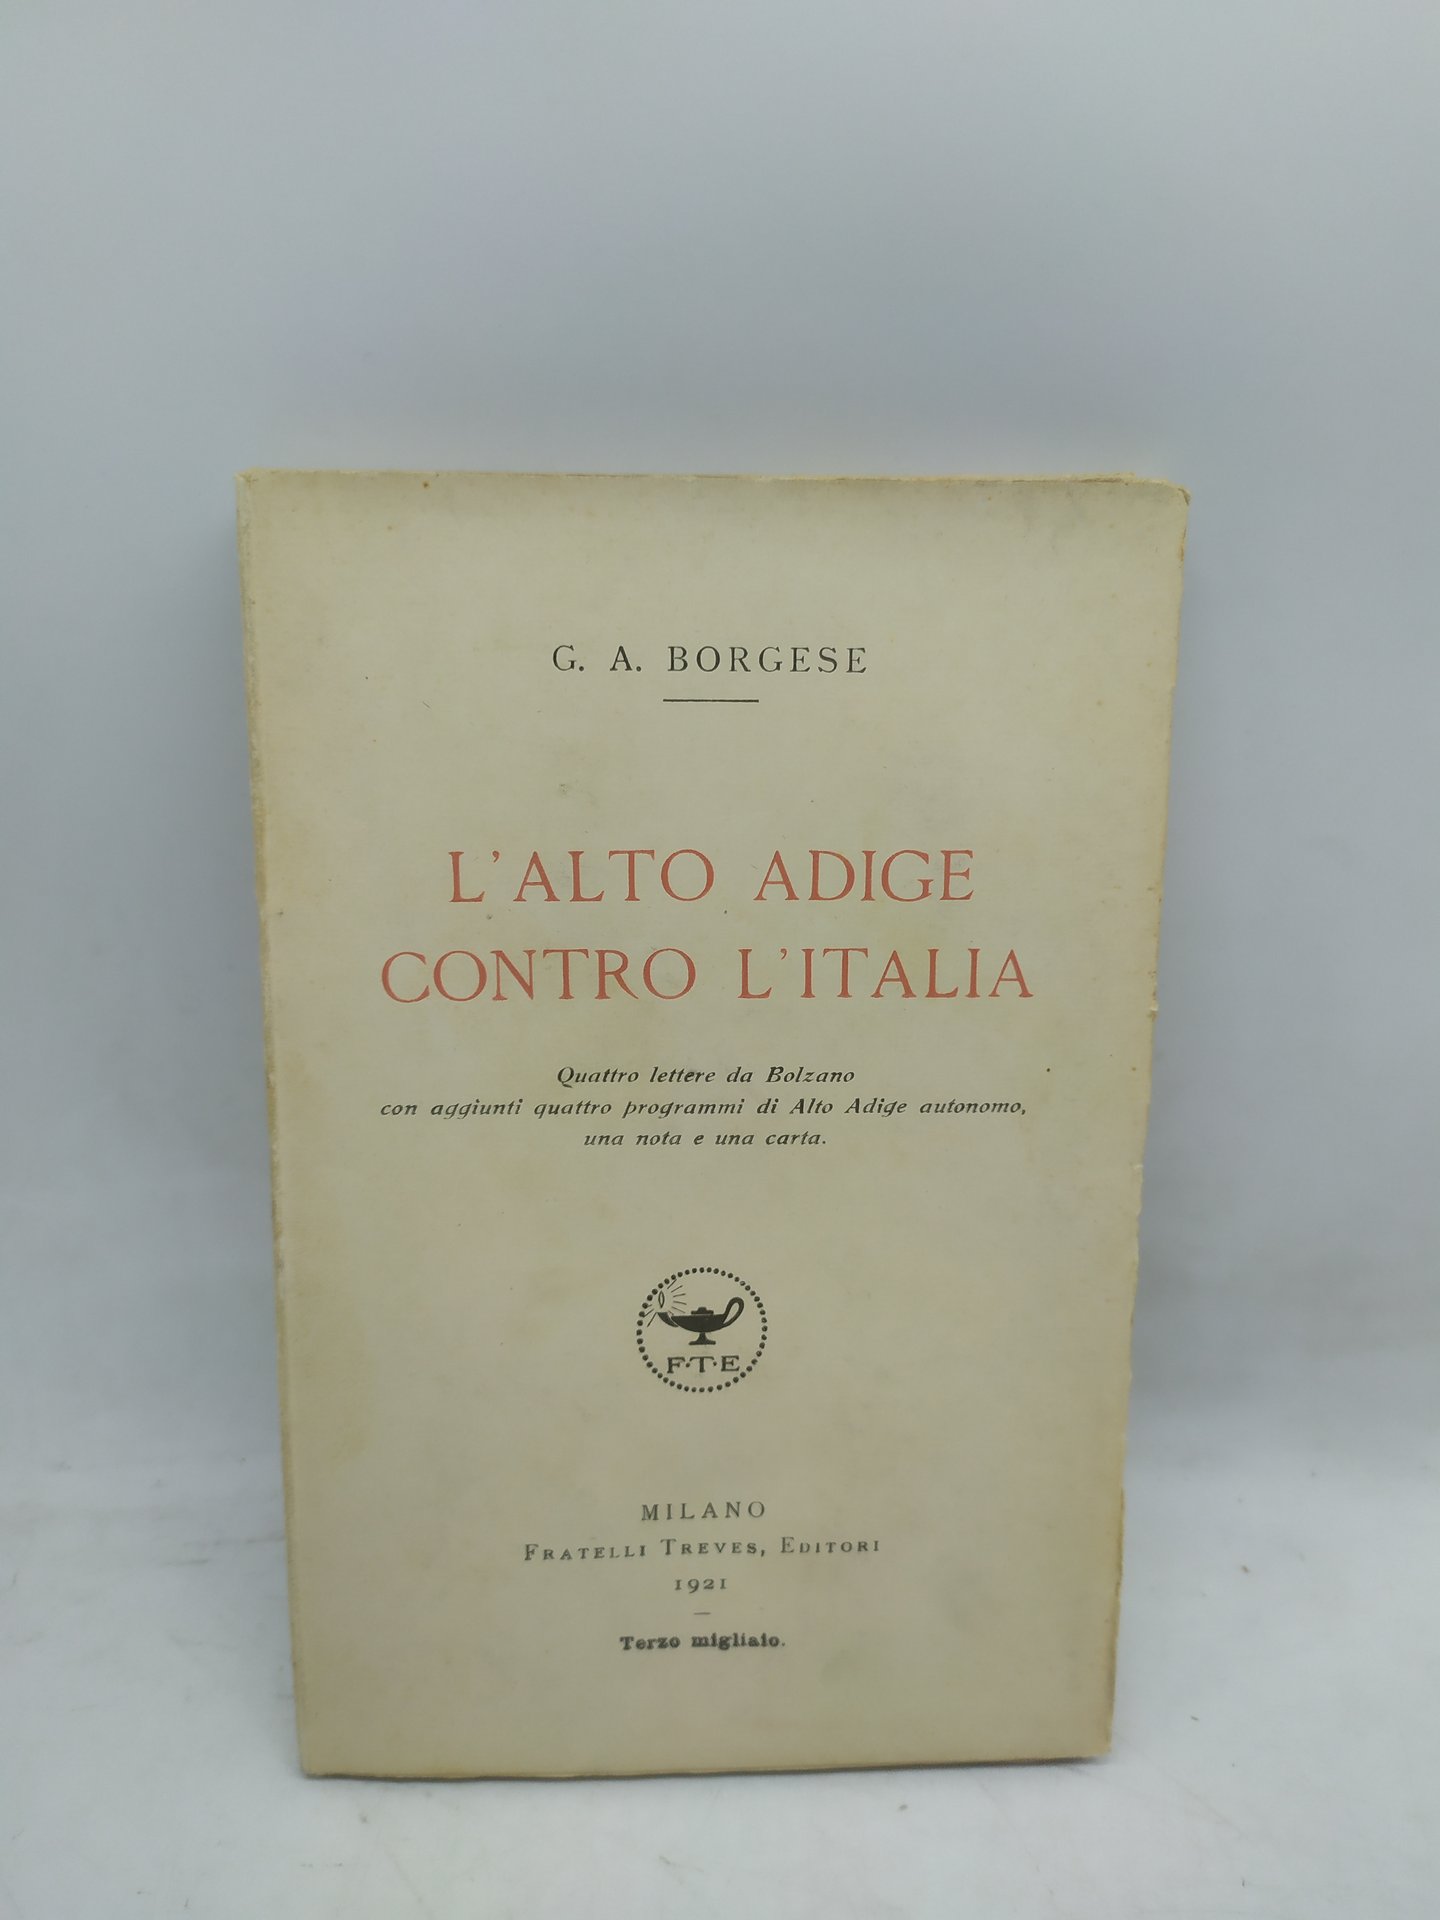 G. A. BORGESE
L'ALTO ADIGE
CONTRO L'ITALIA
Quattro lettere da Bolzano
con aggiunti quattro programmi di Alto Adige autonomo,
una nota e una carta.
F·T·E
MILANO
FRATELLI TREVES, EDITORI
1921
Terzo migliaio.